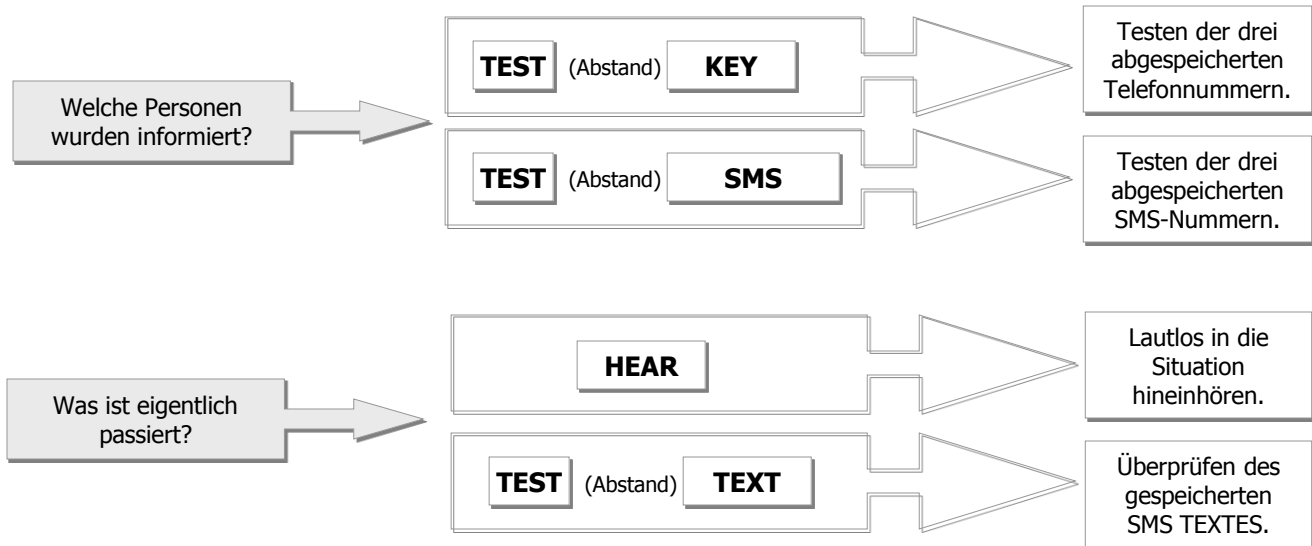 Welche Personen
wurden informiert?
TEST (Abstand) KEY
Testen der drei
abgespeicherten
Telefonnummern.
TEST (Abstand) SMS
Testen der drei
abgespeicherten
SMS-Nummern.
Was ist eigentlich
passiert?
HEAR
Lautlos in die
Situation
hineinhören.
TEST (Abstand) TEXT
Überprüfen des
gespeicherten
SMS TEXTES.